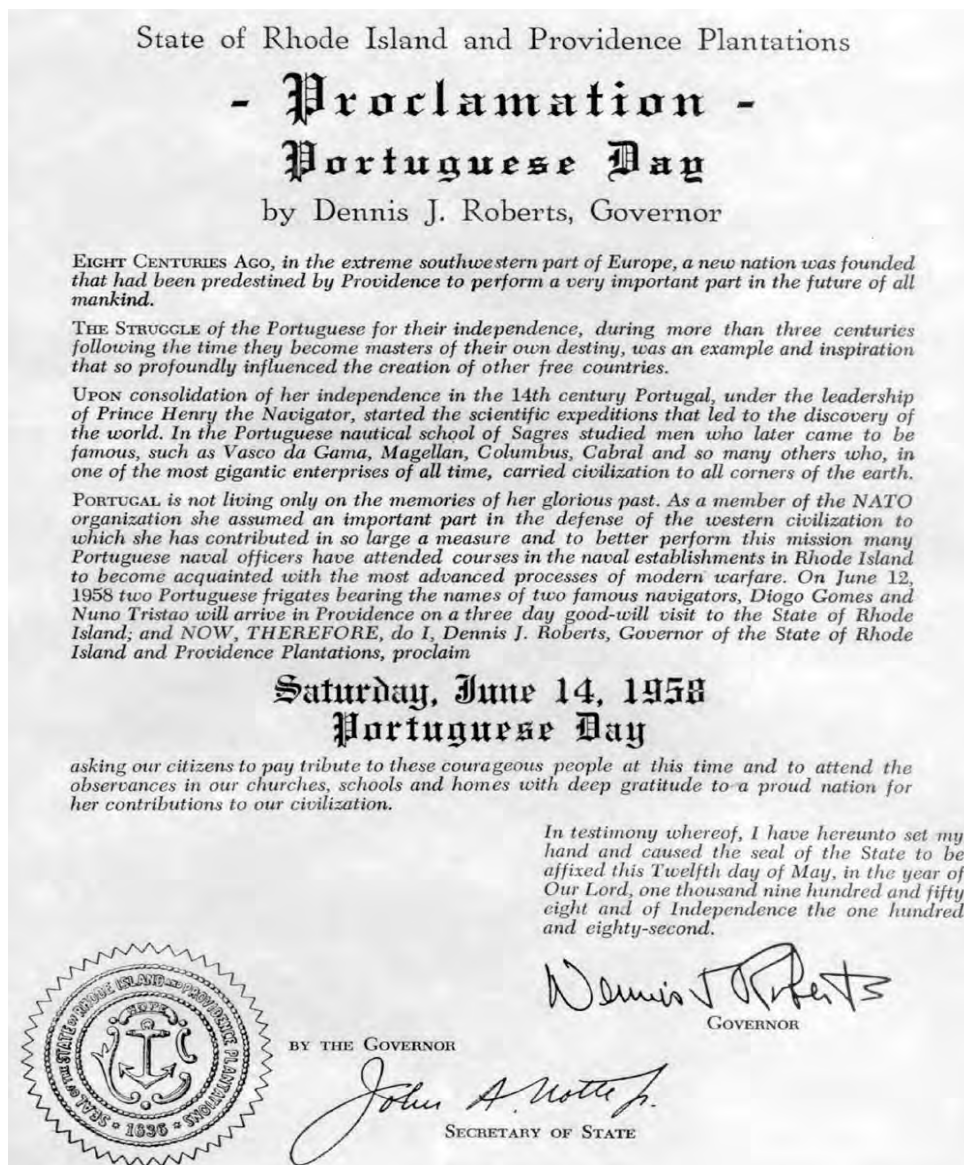 State of Rhode Island and Providence Plantations
- Proclamation -
Portuguese Day
by Dennis J. Roberts, Governor
EIGHT CENTURIES AGO, in the extreme southwestern part of Europe, a new nation was founded
that had been predestined by Providence to perform a very important part in the future of all
mankind.
THE STRUGGLE of the Portuguese for their independence, during more than three centuries
following the time they become masters of their own destiny, was an example and inspiration
that so profoundly influenced the creation of other free countries.
UPON consolidation of her independence in the 14th century Portugal, under the leadership
of Prince Henry the Navigator, started the scientific expeditions that led to the discovery of
the world. In the Portuguese nautical school of Sagres studied men who later came to be
famous, such as Vasco da Gama, Magellan, Columbus, Cabral and so many others who, in
one of the most gigantic enterprises of all time, carried civilization to all corners of the earth.
PORTUGAL is not living only on the memories of her glorious past. As a member of the NATO
organization she assumed an important part in the defense of the western civilization to
which she has contributed in so large a measure and to better perform this mission many
Portuguese naval officers have attended courses in the naval establishments in Rhode Island
to become acquainted with the most advanced processes of modern warfare. On June 12,
1958 two Portuguese frigates bearing the names of two famous navigators, Diogo Gomes and
Nuno Tristao will arrive in Providence on a three day good-will visit to the State of Rhode
Island; and NOW, THEREFORE, do I, Dennis J. Roberts, Governor of the State of Rhode
Island and Providence Plantations, proclaim
Saturday, June 14, 1958
Portuguese Day
asking our citizens to pay tribute to these courageous people at this time and to attend the
observances in our churches, schools and homes with deep gratitude to a proud nation for
her contributions to our civilization.
In testimony whereof, I have hereunto set my
hand and caused the seal of the State to be
affixed this Twelfth day of May, in the year of
Our Lord, one thousand nine hundred and fifty
eight and of Independence the one hundred
and eighty-second.
Dennis J Roberts
GOVERNOR
BY THE GOVERNOR
John A. Notte Jr.
SECRETARY OF STATE
SEAL OF THE STATE OF RHODE ISLAND AND PROVIDENCE PLANTATIONS
HOPE
* 1636 *